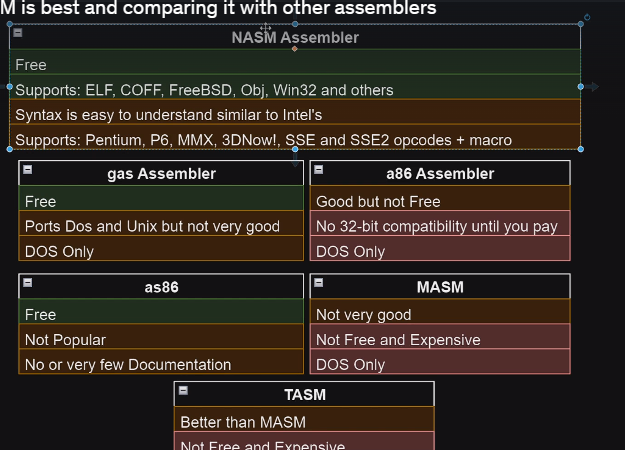 M is best and comparing it with other assemblers
NASM Assembler
Free
Supports: ELF, COFF, FreeBSD, Obj, Win32 and others
Syntax is easy to understand similar to Intel's
Supports: Pentium, P6, MMX, 3DNow!, SSE and SSE2 opcodes + macro
gas Assembler
Free
Ports Dos and Unix but not very good
DOS Only
a86 Assembler
Good but not Free
No 32-bit compatibility until you pay
DOS Only
as86
Free
Not Popular
No or very few Documentation
MASM
Not very good
Not Free and Expensive
DOS Only
TASM
Better than MASM
Not Free and Expensive